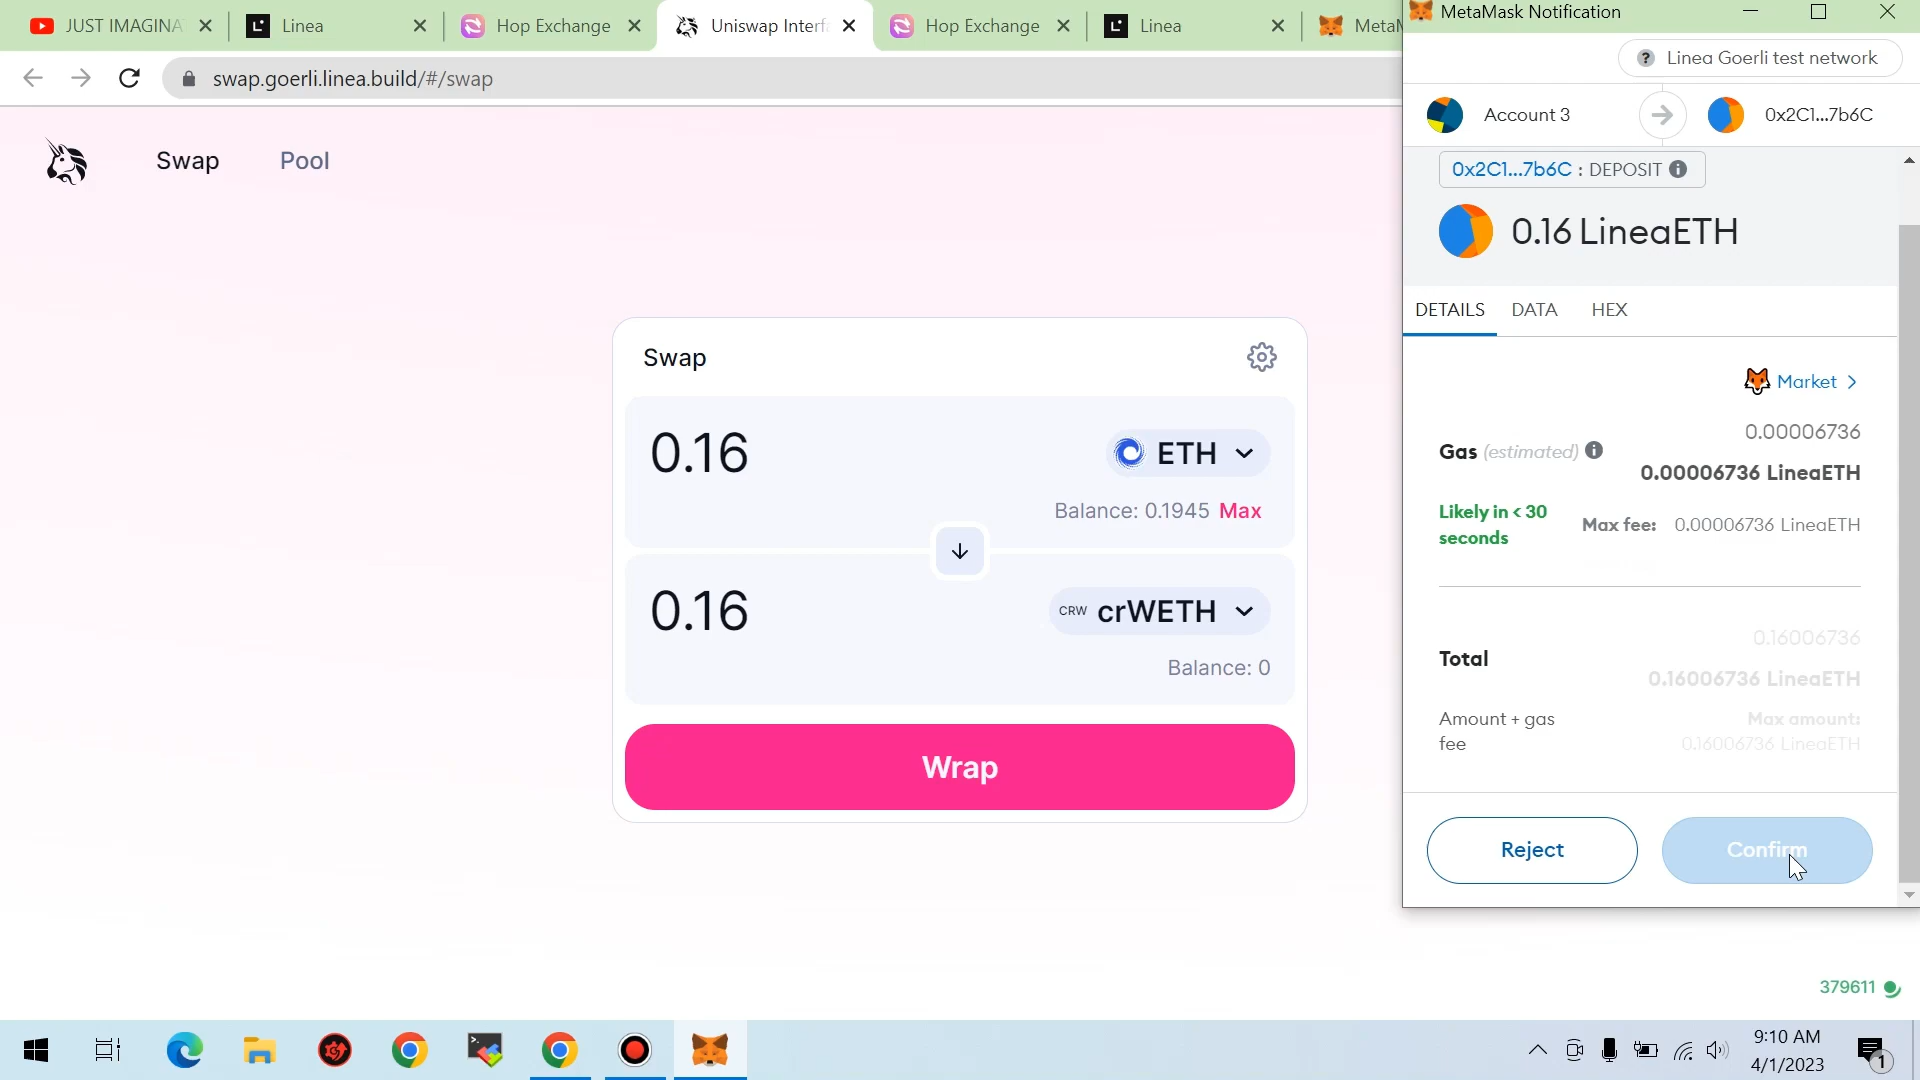 JUST IMAGINA
Linea
Hop Exchange
Uniswap Interfa
Hop Exchange
Linea
MetaM
MetaMask Notification
swap.goerli.linea.build/#/swap
Linea Goerli test network
Account 3
0x2C1...7b6C
Swap
Pool
0x2C1...7b6C : DEPOSIT
0.16 LineaETH
DETAILS
DATA
HEX
Market
Gas (estimated)
0.00006736
0.00006736 LineaETH
Likely in < 30
seconds
Max fee: 0.00006736 LineaETH
Total
0.16006736
0.16006736 LineaETH
Amount + gas
fee
Max amount:
0.16006736 LineaETH
Reject
Confirm
Swap
0.16
ETH
Balance: 0.1945 Max
0.16
CRW crWETH
Balance: 0
Wrap
379611
9:10 AM
4/1/2023
1